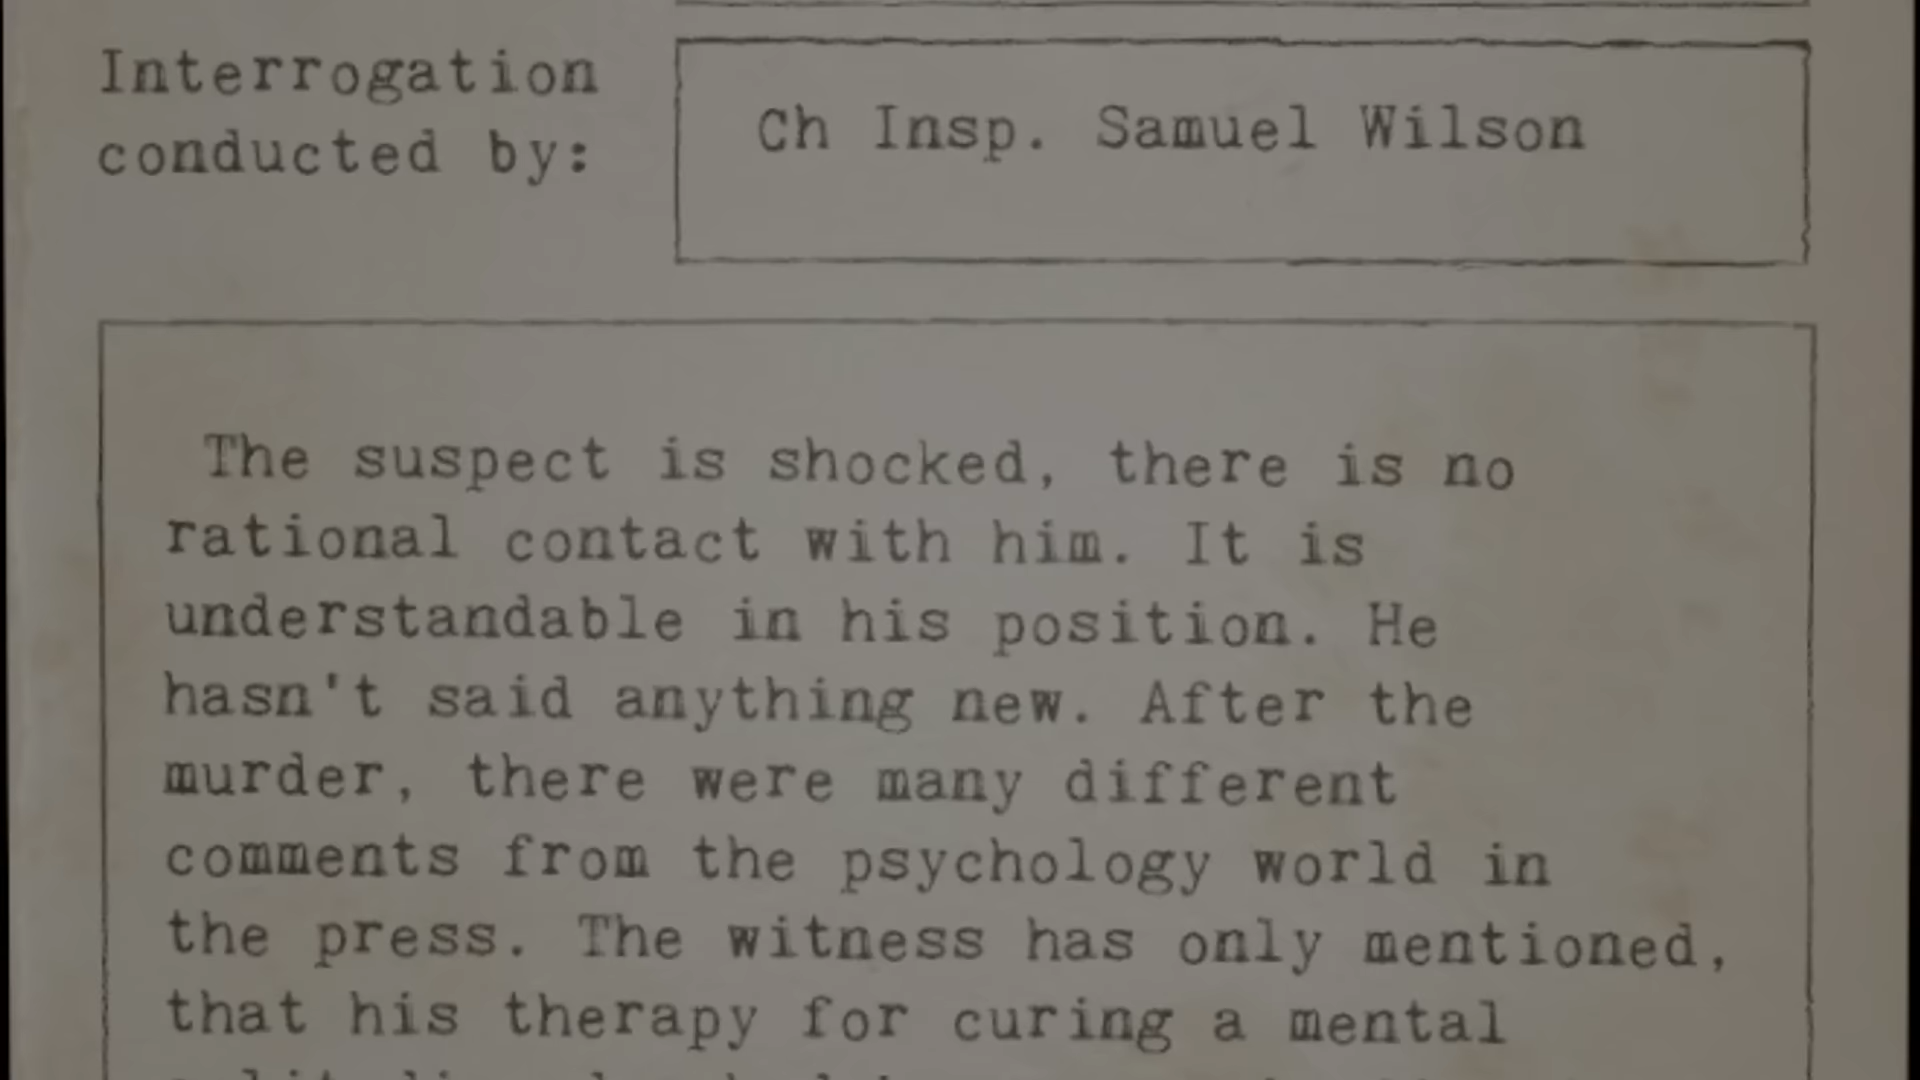 Interrogation
conducted by:
Ch Insp. Samuel Wilson
The suspect is shocked, there is no
rational contact with him. It is
understandable in his position. He
hasn't said anything new. After the
murder, there were many different
comments from the psychology world in
the press. The witness has only mentioned,
that his therapy for curing a mental